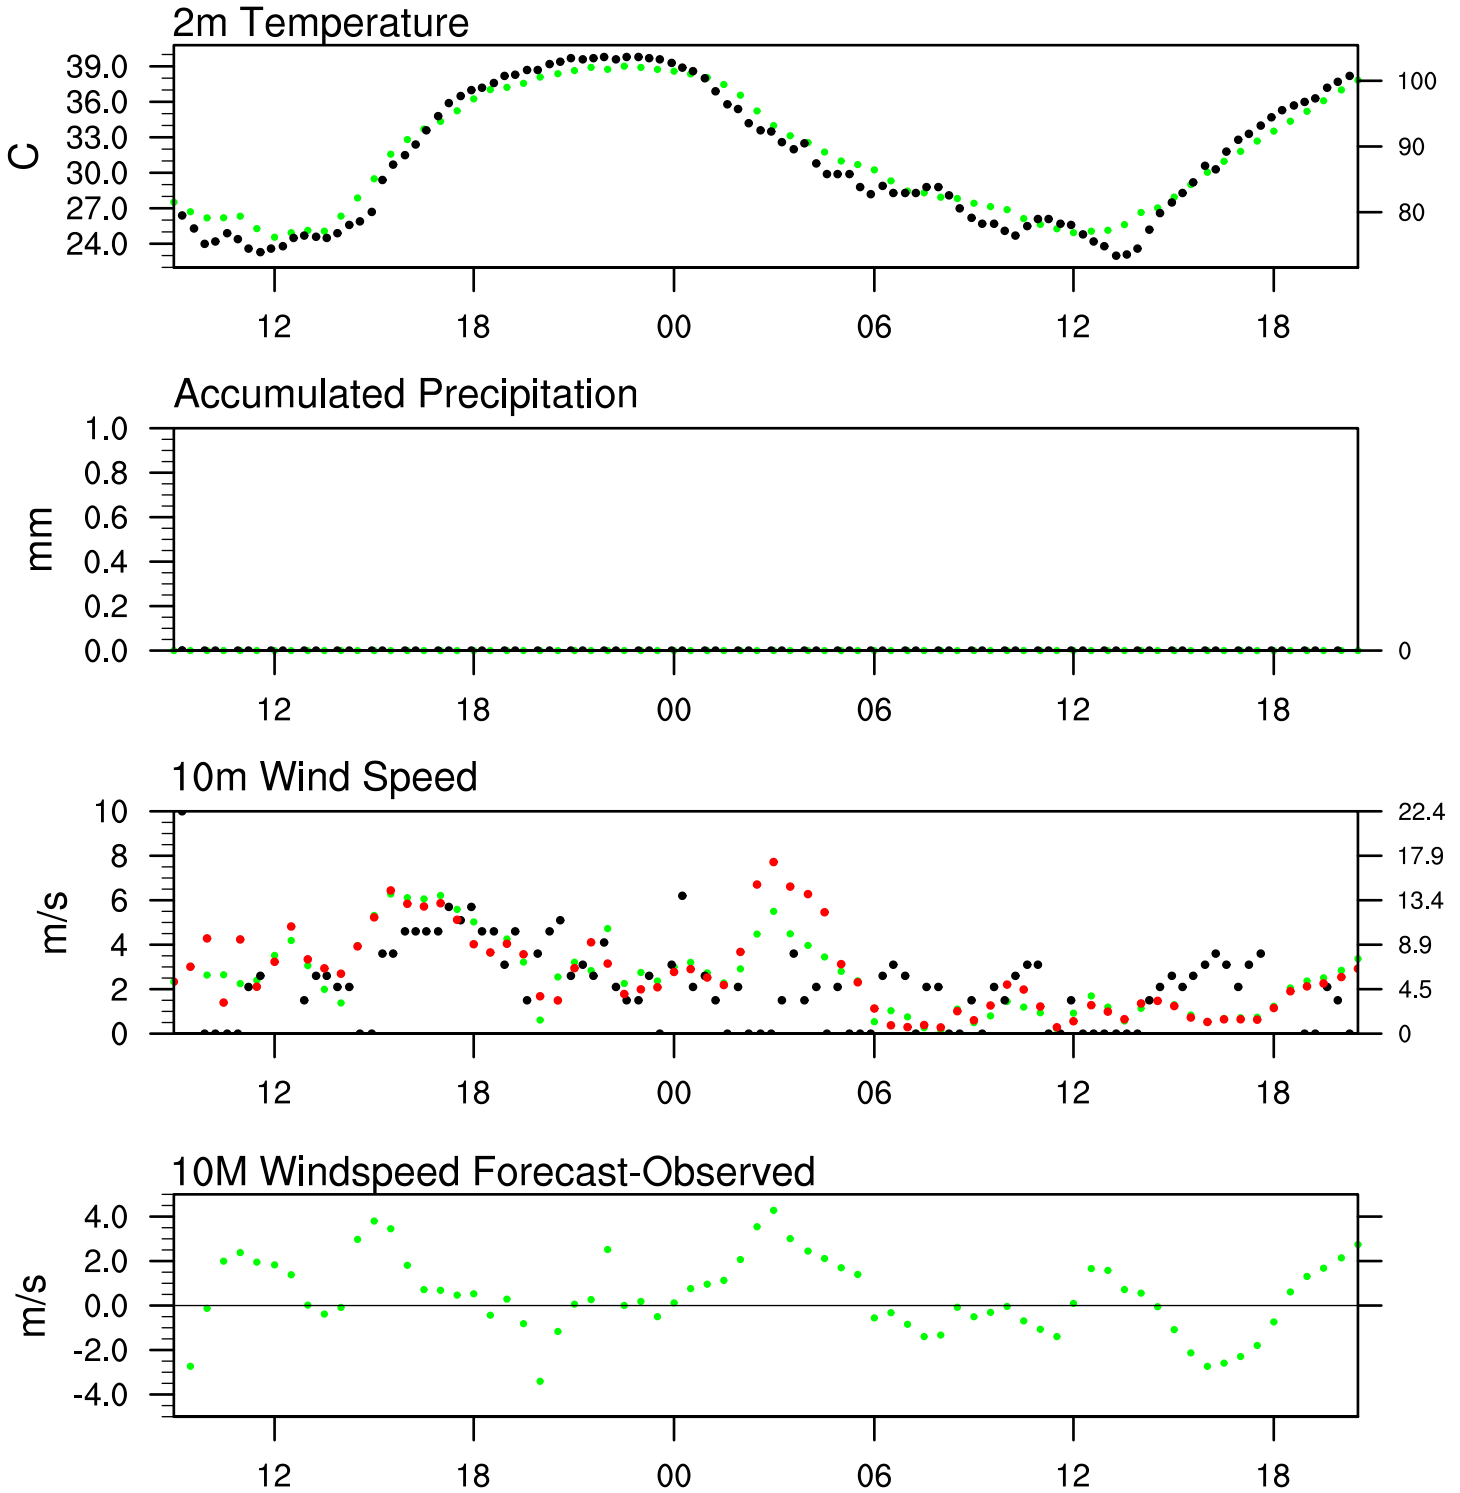 2m Temperature
39.0
36.0
33.0
30.0
27.0
24.0
C
100
90
80
12 18 00 06 12 18
Accumulated Precipitation
1.0
0.8
0.6
0.4
0.2
0.0
mm
0
12 18 00 06 12 18
10m Wind Speed
10
8
6
4
2
0
m/s
22.4
17.9
13.4
8.9
4.5
0
12 18 00 06 12 18
10M Windspeed Forecast-Observed
4.0
2.0
0.0
-2.0
-4.0
m/s
12 18 00 06 12 18